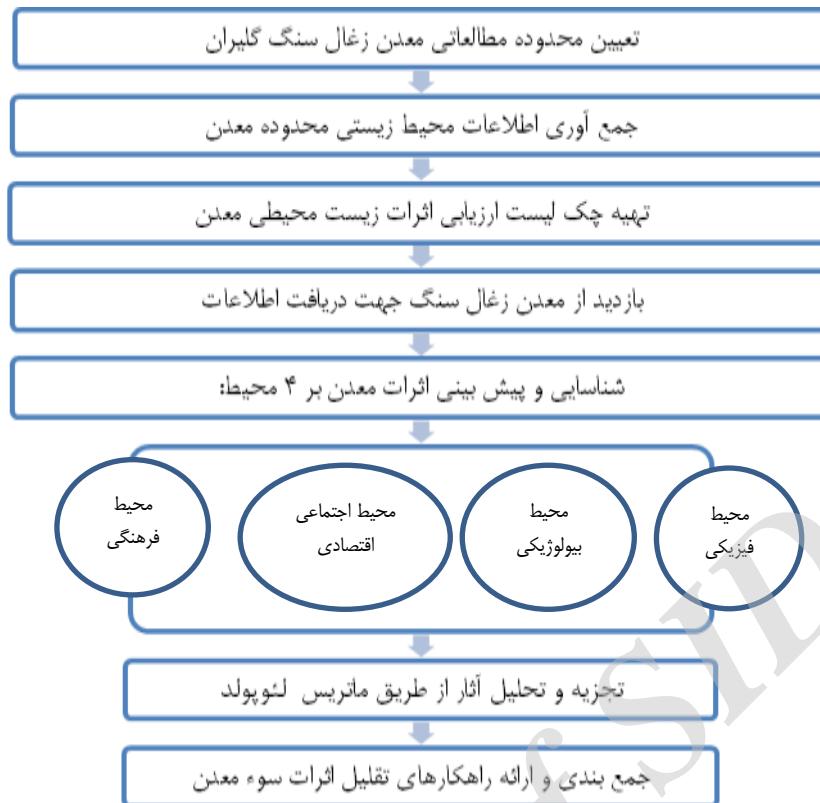 تعیین محدوده مطالعاتی معدن زغال سنگ گلیران
جمع آوری اطلاعات محیط زیستی محدوده معدن
تهیه چک لیست ارزیابی اثرات زیست محیطی معدن
بازدید از معدن زغال سنگ جهت دریافت اطلاعات
شناسایی و پیش بینی اثرات معدن بر ۴ محیط:
محیط
فیزیکی
محیط
بیولوژیکی
محیط اجتماعی
اقتصادی
محیط
فرهنگی
تجزیه و تحلیل آثار از طریق ماتریس لئوپولد
جمع بندی و ارائه راهکارهای تقلیل اثرات سوء معدن
f SID